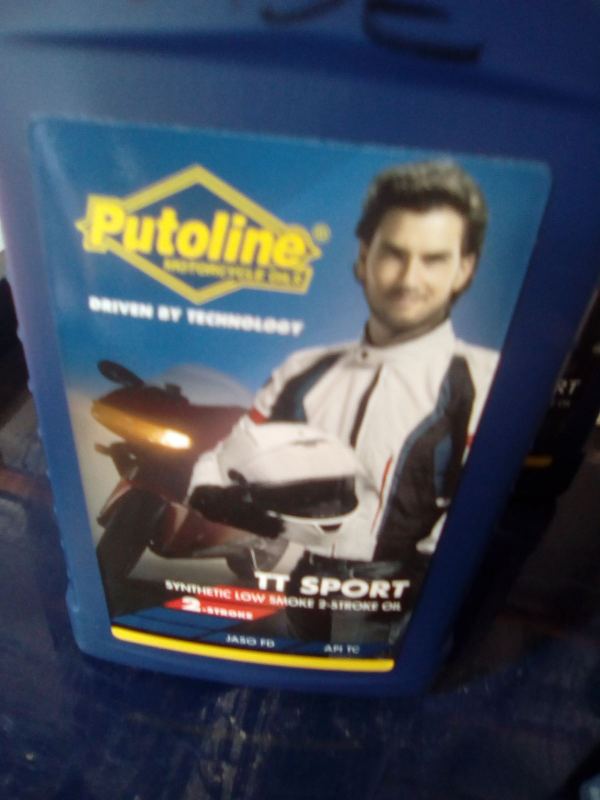 Putoline®
MOTORCYCLE OILS
DRIVEN BY TECHNOLOGY
TT SPORT
SYNTHETIC LOW SMOKE 2-STROKE OIL
2-STROKE
JASO FD API TC
RT